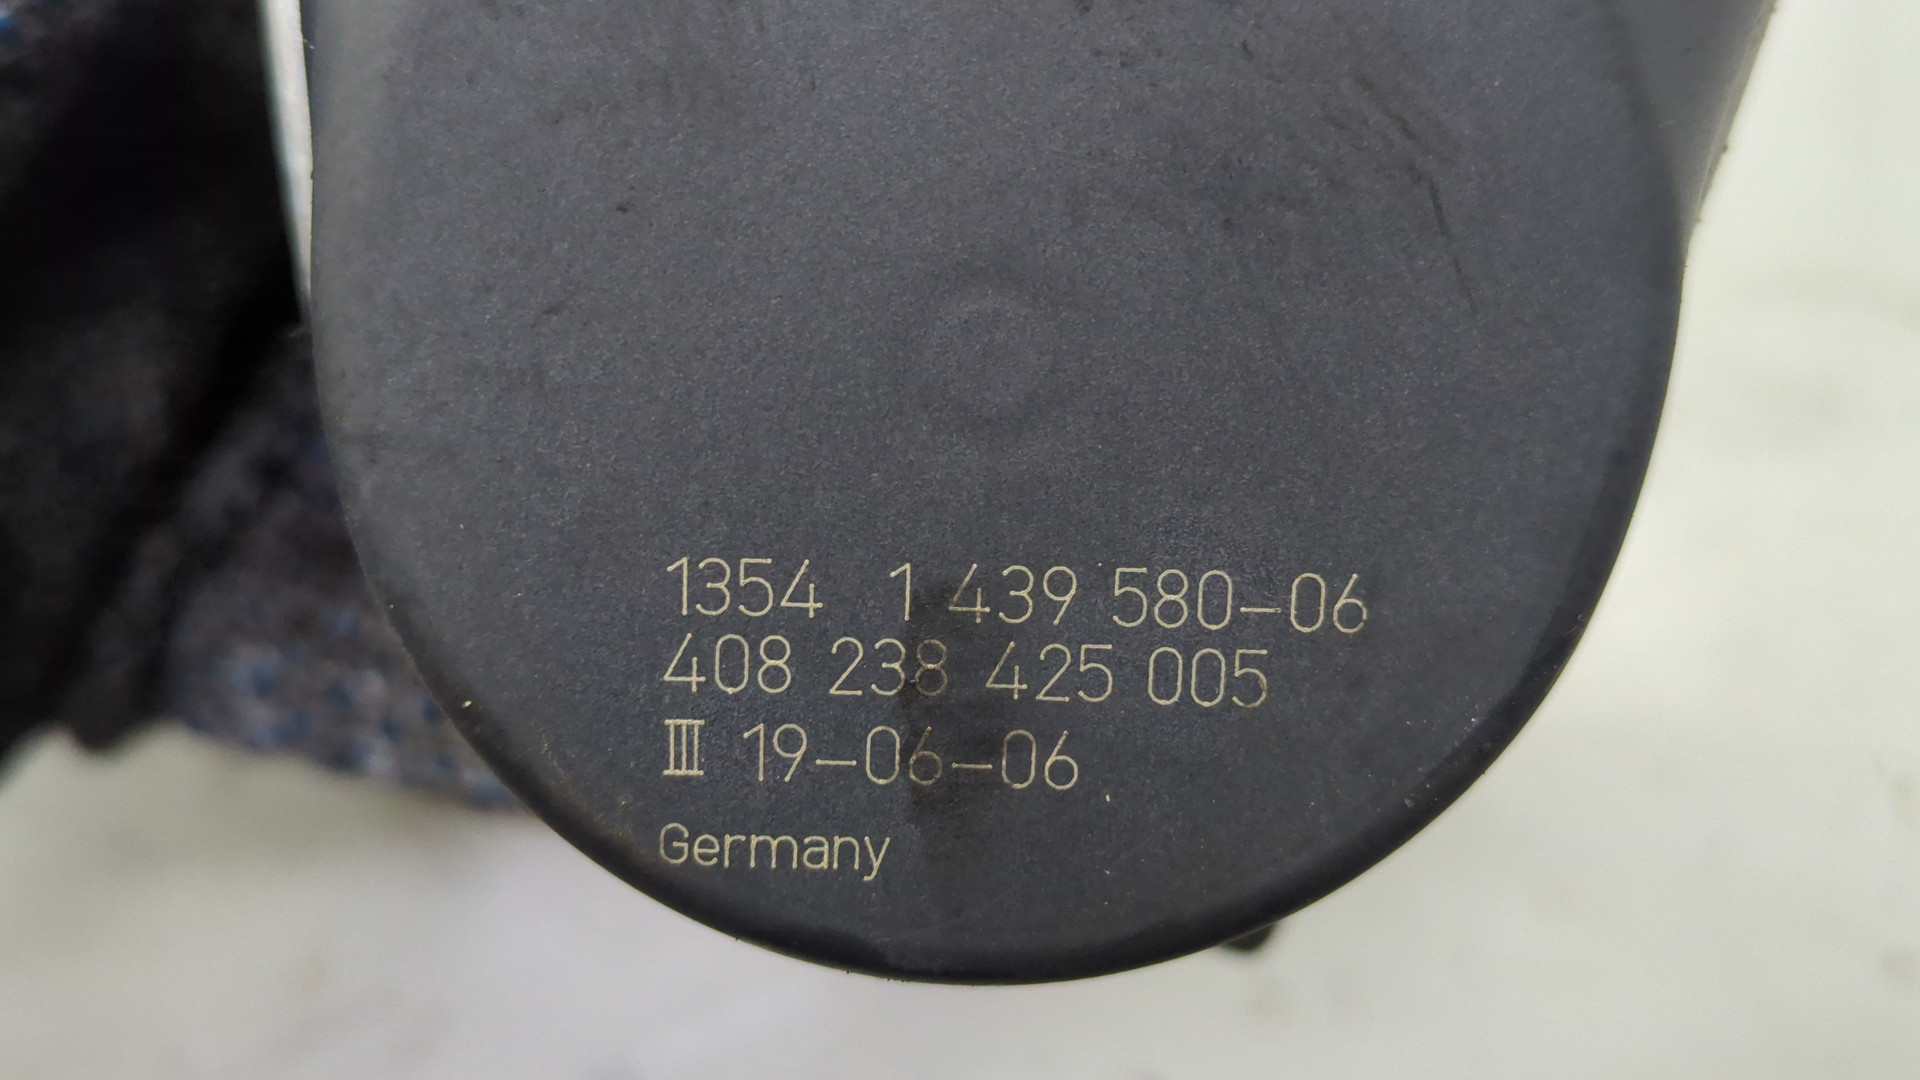 1354 1 439 580-06
408 238 425 005
III 19-06-06
Germany